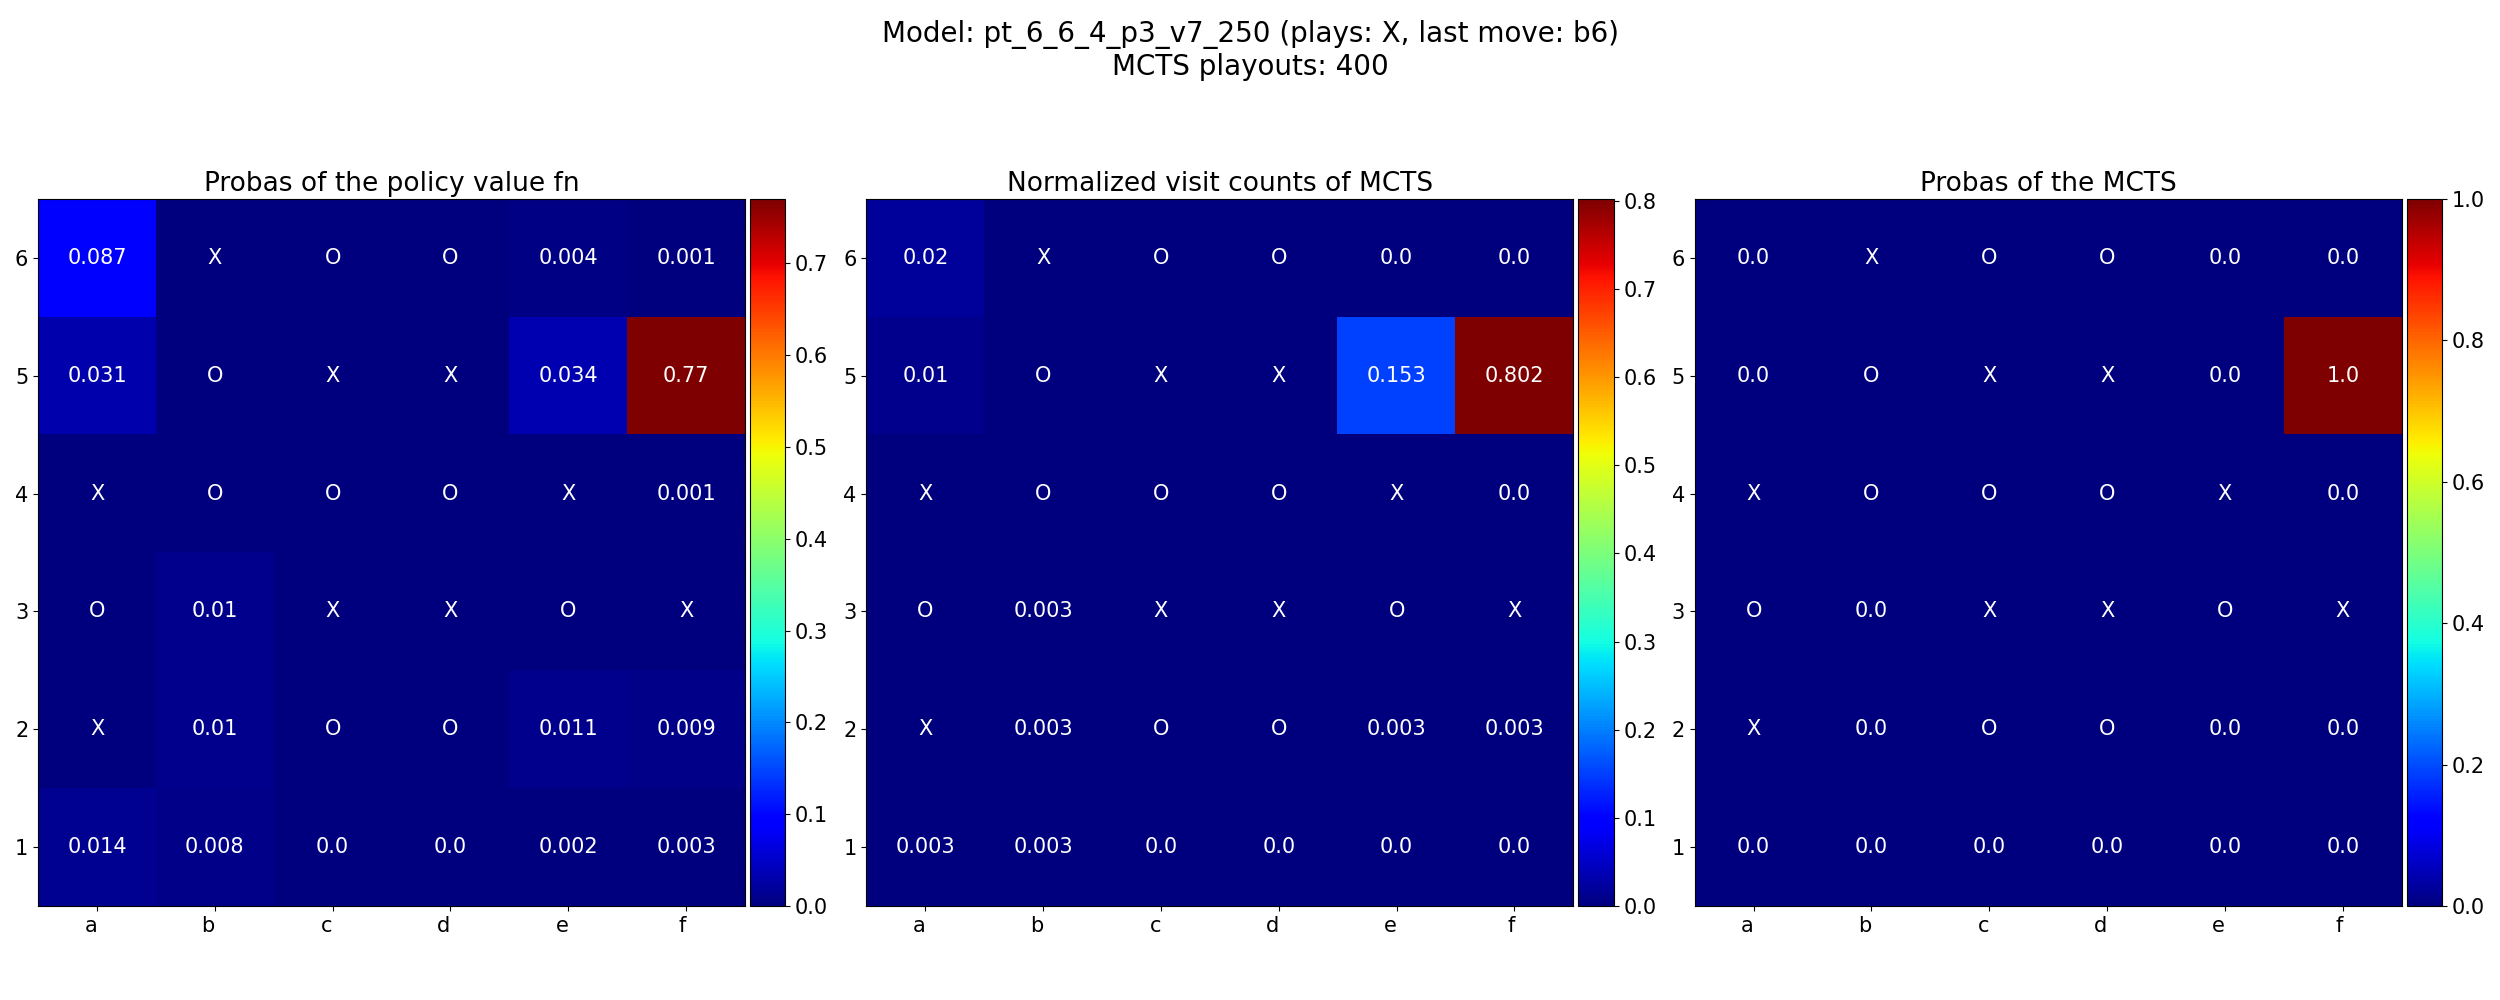 Model: pt_6_6_4_p3_v7_250 (plays: X, last move: b6)
MCTS playouts: 400
Probas of the policy value fn
6 0.087 X O O 0.004 0.001
5 0.031 O X X 0.034 0.77
4 X O O O X 0.001
3 O 0.01 X X O X
2 X 0.01 O O 0.011 0.009
1 0.014 0.008 0.0 0.0 0.002 0.003
a b c d e f
0.7
0.6
0.5
0.4
0.3
0.2
0.1
0.0
Normalized visit counts of MCTS
6 0.02 X O O 0.0 0.0
5 0.01 O X X 0.153 0.802
4 X O O O X 0.0
3 O 0.003 X X O X
2 X 0.003 O O 0.003 0.003
1 0.003 0.003 0.0 0.0 0.0 0.0
a b c d e f
0.8
0.7
0.6
0.5
0.4
0.3
0.2
0.1
0.0
Probas of the MCTS
6 0.0 X O O 0.0 0.0
5 0.0 O X X 0.0 1.0
4 X O O O X 0.0
3 O 0.0 X X O X
2 X 0.0 O O 0.0 0.0
1 0.0 0.0 0.0 0.0 0.0 0.0
a b c d e f
1.0
0.8
0.6
0.4
0.2
0.0